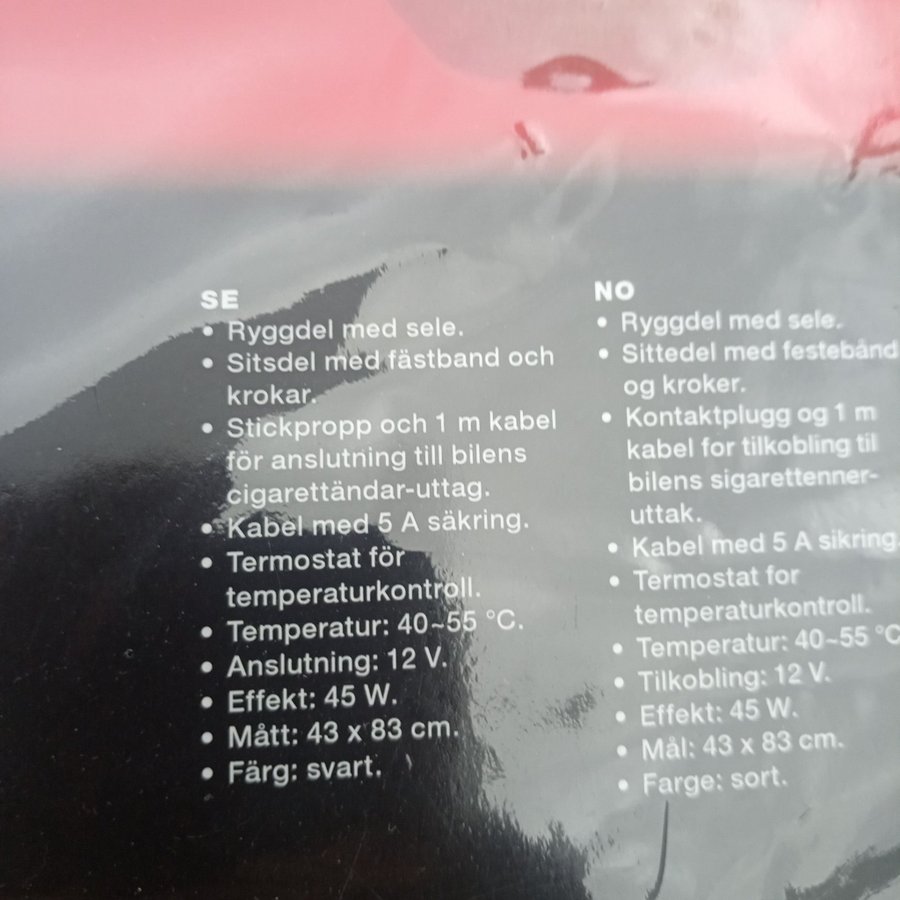 SE
• Ryggdel med sele.
• Sitsdel med fästband och
krokar.
• Stickpropp och 1 m kabel
för anslutning till bilens
cigarettändar-uttag.
• Kabel med 5 A säkring.
• Termostat för
temperaturkontroll.
• Temperatur: 40~55 °C.
• Anslutning: 12 V.
• Effekt: 45 W.
• Mått: 43 x 83 cm.
• Färg: svart.
NO
• Ryggdel med sele.
• Sittedel med festebånd
og kroker.
• Kontaktplugg og 1 m
kabel for tilkobling til
bilens sigarettenner-
uttak.
• Kabel med 5 A sikring.
• Termostat for
temperaturkontroll.
• Temperatur: 40~55 °C
• Tilkobling: 12 V.
• Effekt: 45 W.
• Mål: 43 x 83 cm.
• Farge: sort.